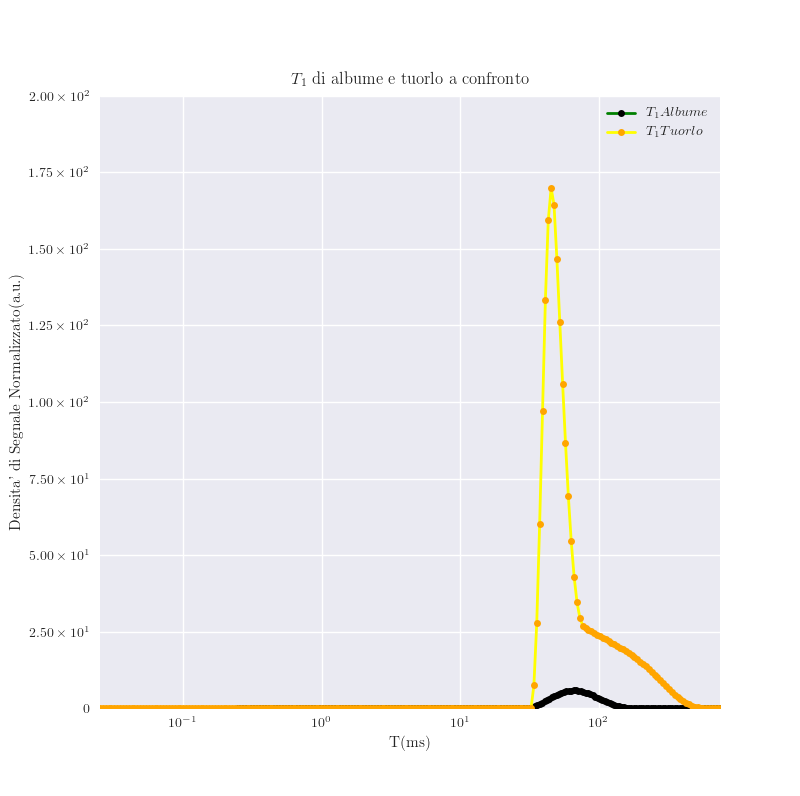 T₁ di albume e tuorlo a confronto
T₁Albume
T₁Tuorlo
Densita' di Segnale Normalizzato(a.u.)
2.00 × 10²
1.75 × 10²
1.50 × 10²
1.25 × 10²
1.00 × 10²
7.50 × 10¹
5.00 × 10¹
2.50 × 10¹
0
10⁻¹ 10⁰ 10¹ 10²
T(ms)